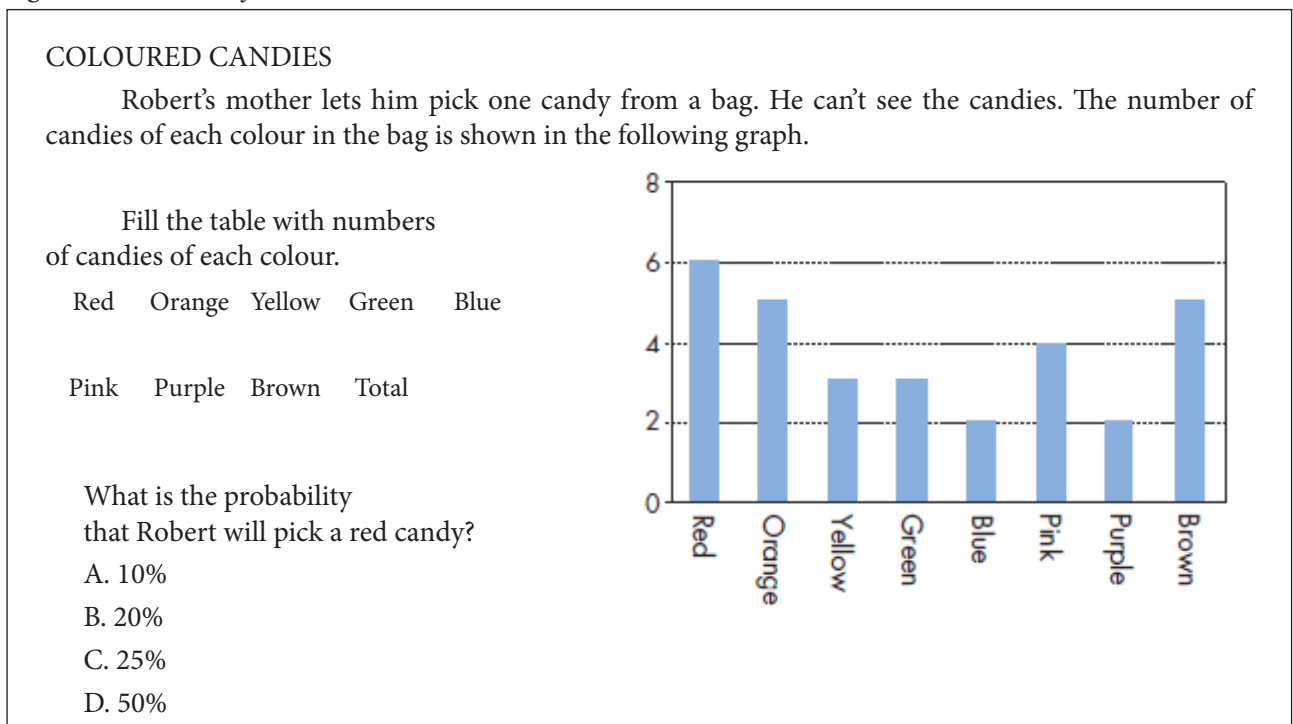 COLOURED CANDIES
Robert’s mother lets him pick one candy from a bag. He can’t see the candies. The number of
candies of each colour in the bag is shown in the following graph.
Fill the table with numbers
of candies of each colour.
Red Orange Yellow Green Blue
Pink Purple Brown Total
What is the probability
that Robert will pick a red candy?
A. 10%
B. 20%
C. 25%
D. 50%
8
6
4
2
0
Red Orange Yellow Green Blue Pink Purple Brown